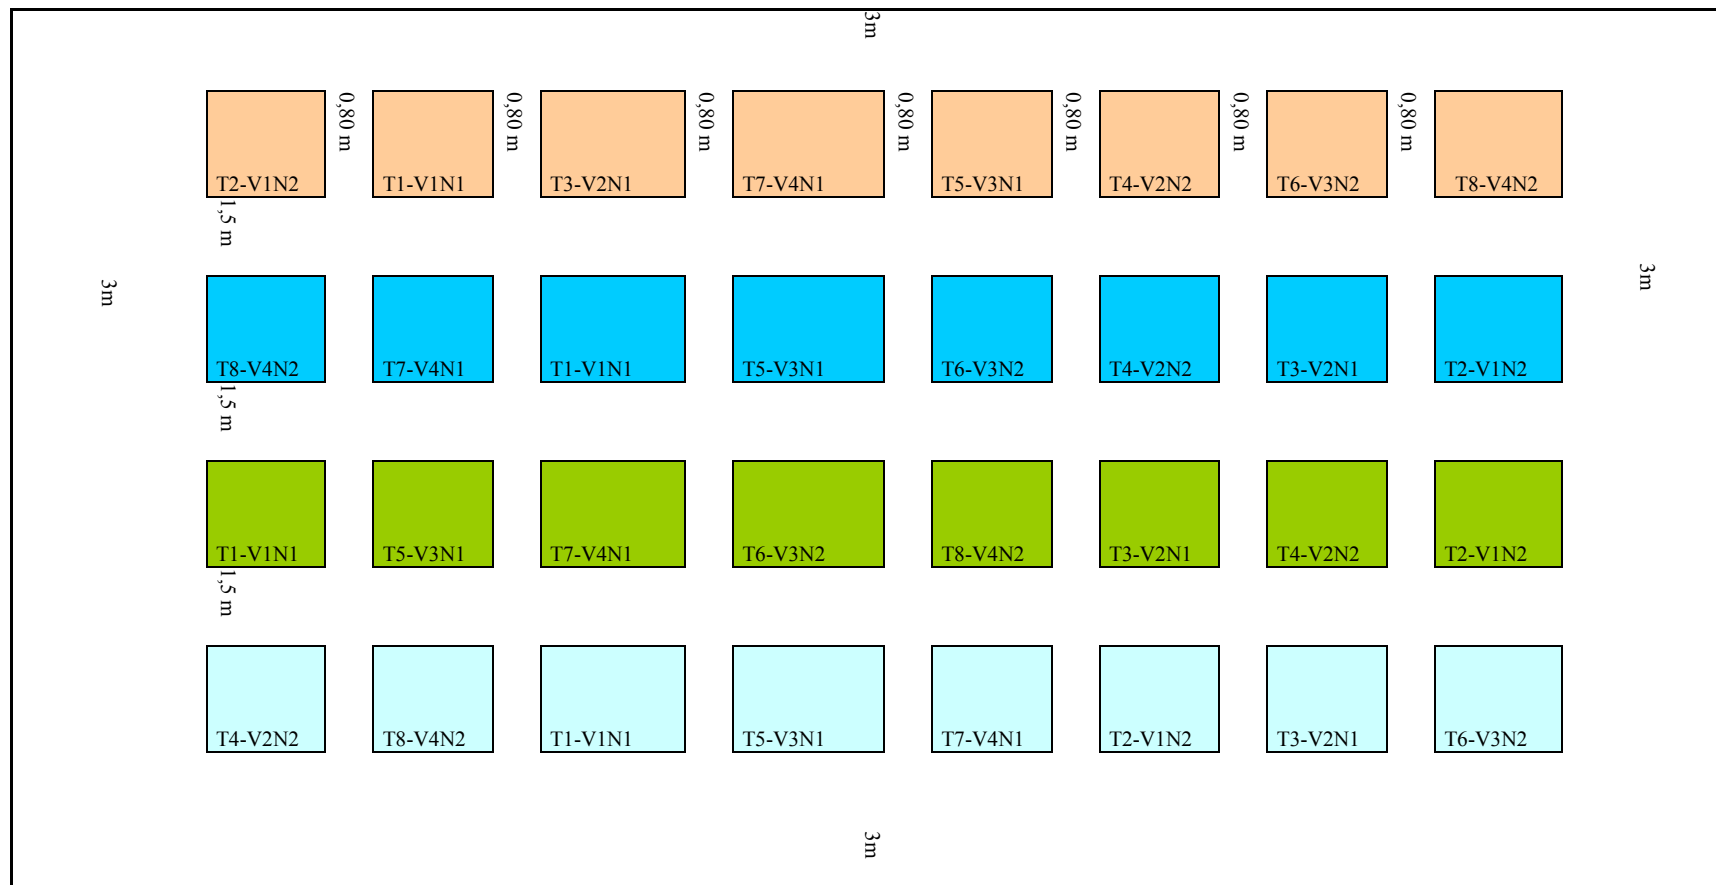 3m
0,80 m
0,80 m
0,80 m
0,80 m
0,80 m
0,80 m
0,80 m
T2-V1N2
T1-V1N1
T3-V2N1
T7-V4N1
T5-V3N1
T4-V2N2
T6-V3N2
T8-V4N2
1,5 m
3m
3m
T8-V4N2
T7-V4N1
T1-V1N1
T5-V3N1
T6-V3N2
T4-V2N2
T3-V2N1
T2-V1N2
1,5 m
T1-V1N1
T5-V3N1
T7-V4N1
T6-V3N2
T8-V4N2
T3-V2N1
T4-V2N2
T2-V1N2
1,5 m
T4-V2N2
T8-V4N2
T1-V1N1
T5-V3N1
T7-V4N1
T2-V1N2
T3-V2N1
T6-V3N2
3m